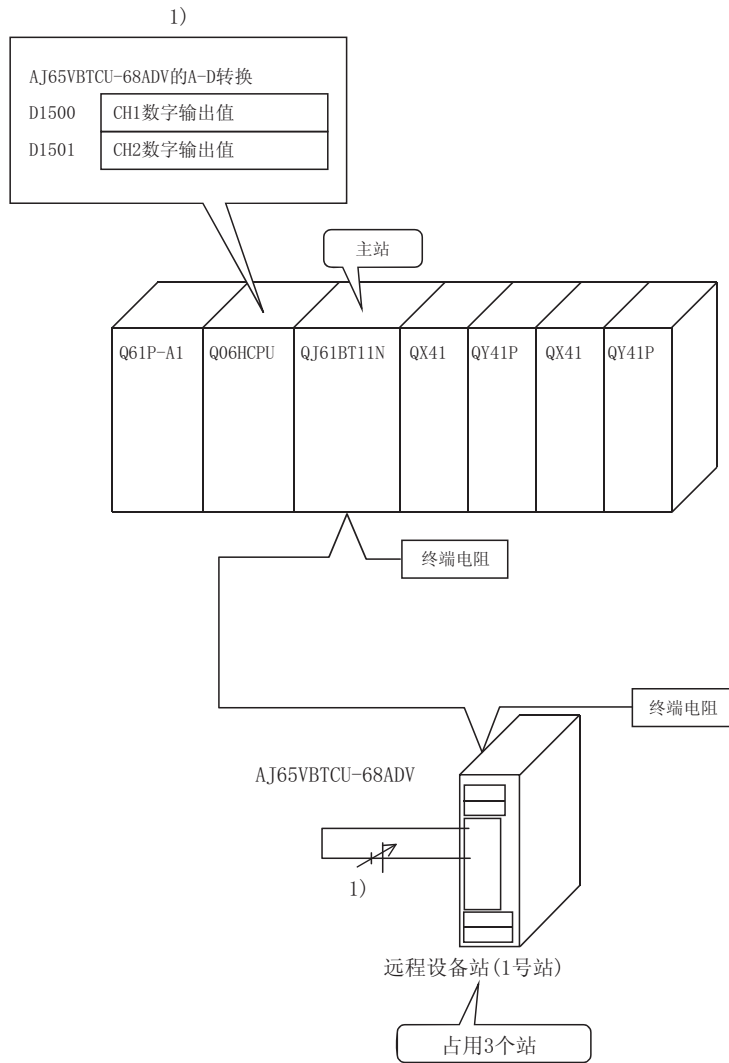 1)
AJ65VBTCU-68ADV的A-D转换
D1500 CH1数字输出值
D1501 CH2数字输出值
主站
Q61P-A1 Q06HCPU QJ61BT11N QX41 QY41P QX41 QY41P
终端电阻
终端电阻
AJ65VBTCU-68ADV
1)
远程设备站(1号站)
占用3个站